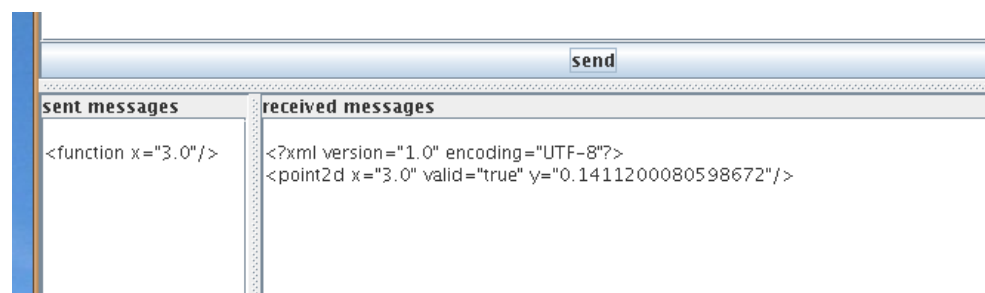 send
sent messages
received messages
<function x="3.0"/>
<?xml version="1.0" encoding="UTF-8"?>
<point2d x="3.0" valid="true" y="0.1411200080598672"/>